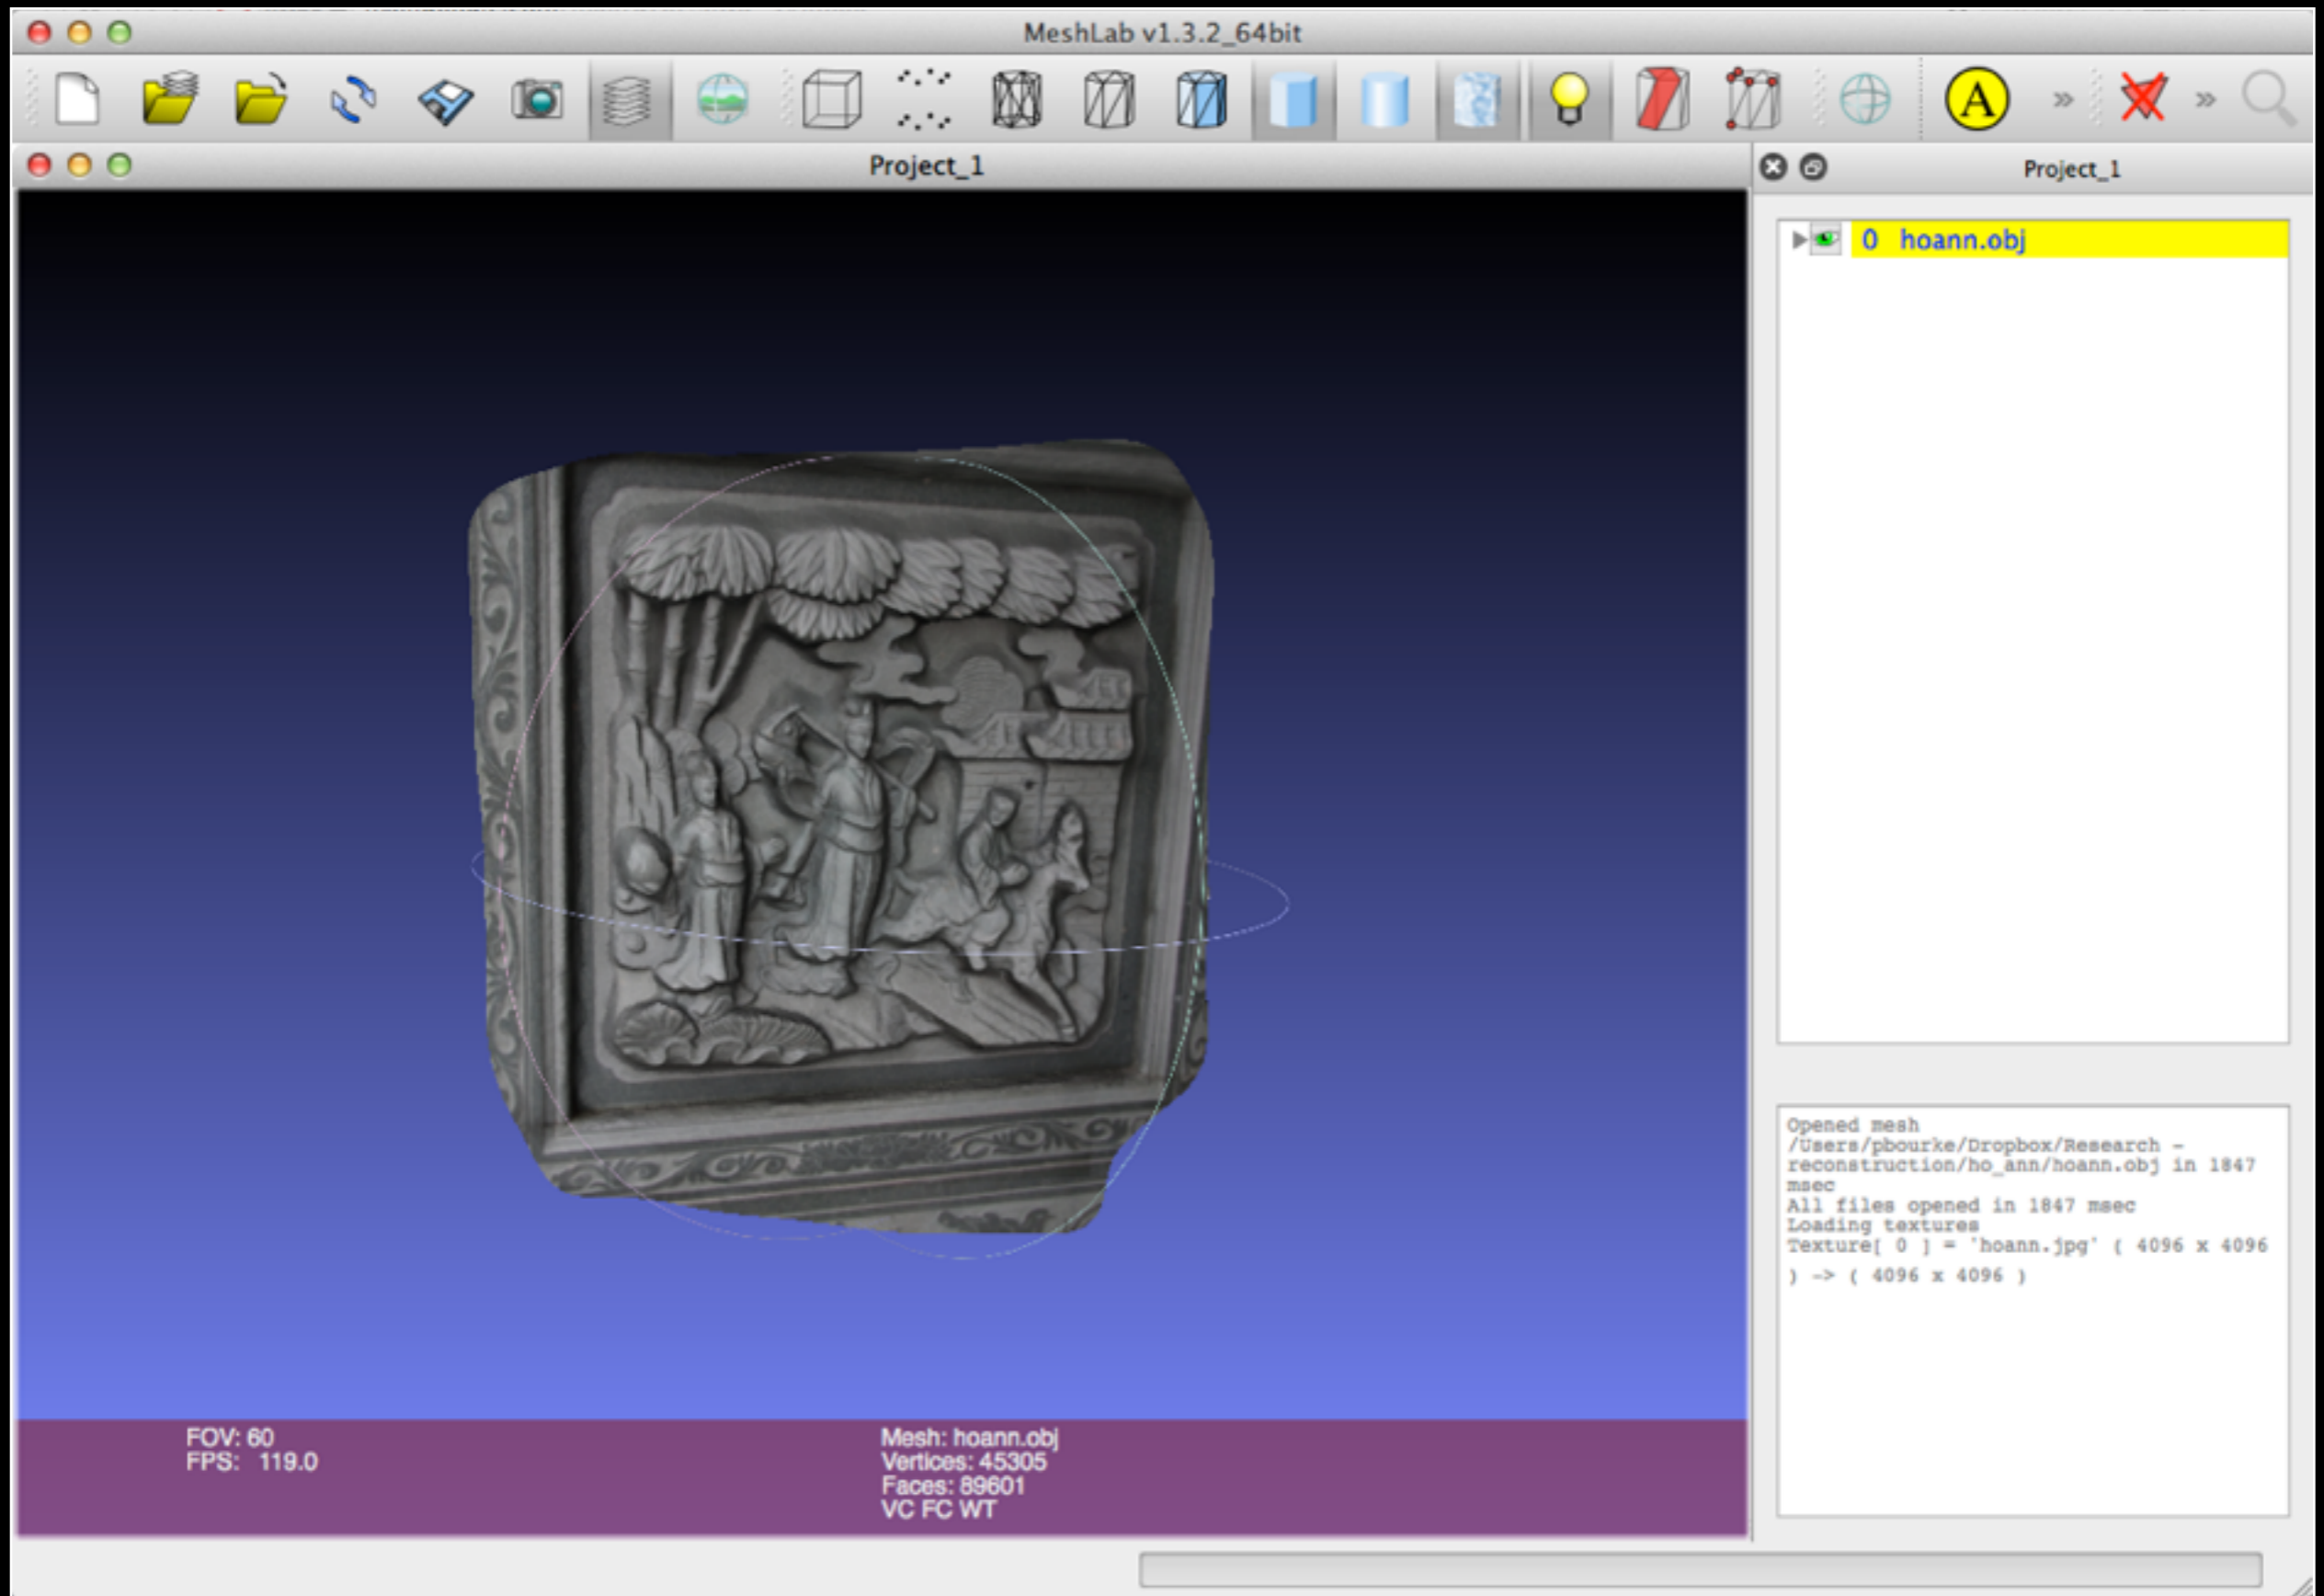 MeshLab v1.3.2_64bit
A
»
»
Project_1
Project_1
0 hoann.obj
Opened mesh
/Users/pbourke/Dropbox/Research -
reconstruction/ho_ann/hoann.obj in 1847
msec
All files opened in 1847 msec
Loading textures
Texture[ 0 ] = 'hoann.jpg' ( 4096 x 4096
) -> ( 4096 x 4096 )
FOV: 60
FPS: 119.0
Mesh: hoann.obj
Vertices: 45305
Faces: 89601
VC FC WT